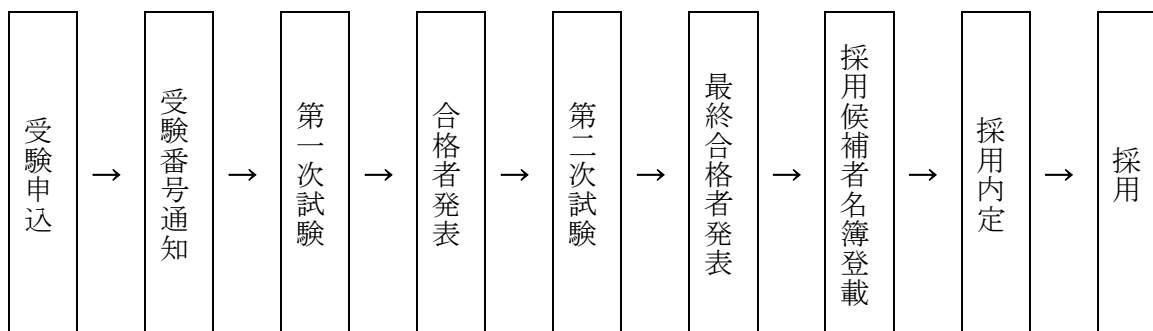 受験申込
→
受験番号通知
→
第一次試験
→
合格者発表
→
第二次試験
→
最終合格者発表
→
採用候補者名簿登載
→
採用内定
→
採用